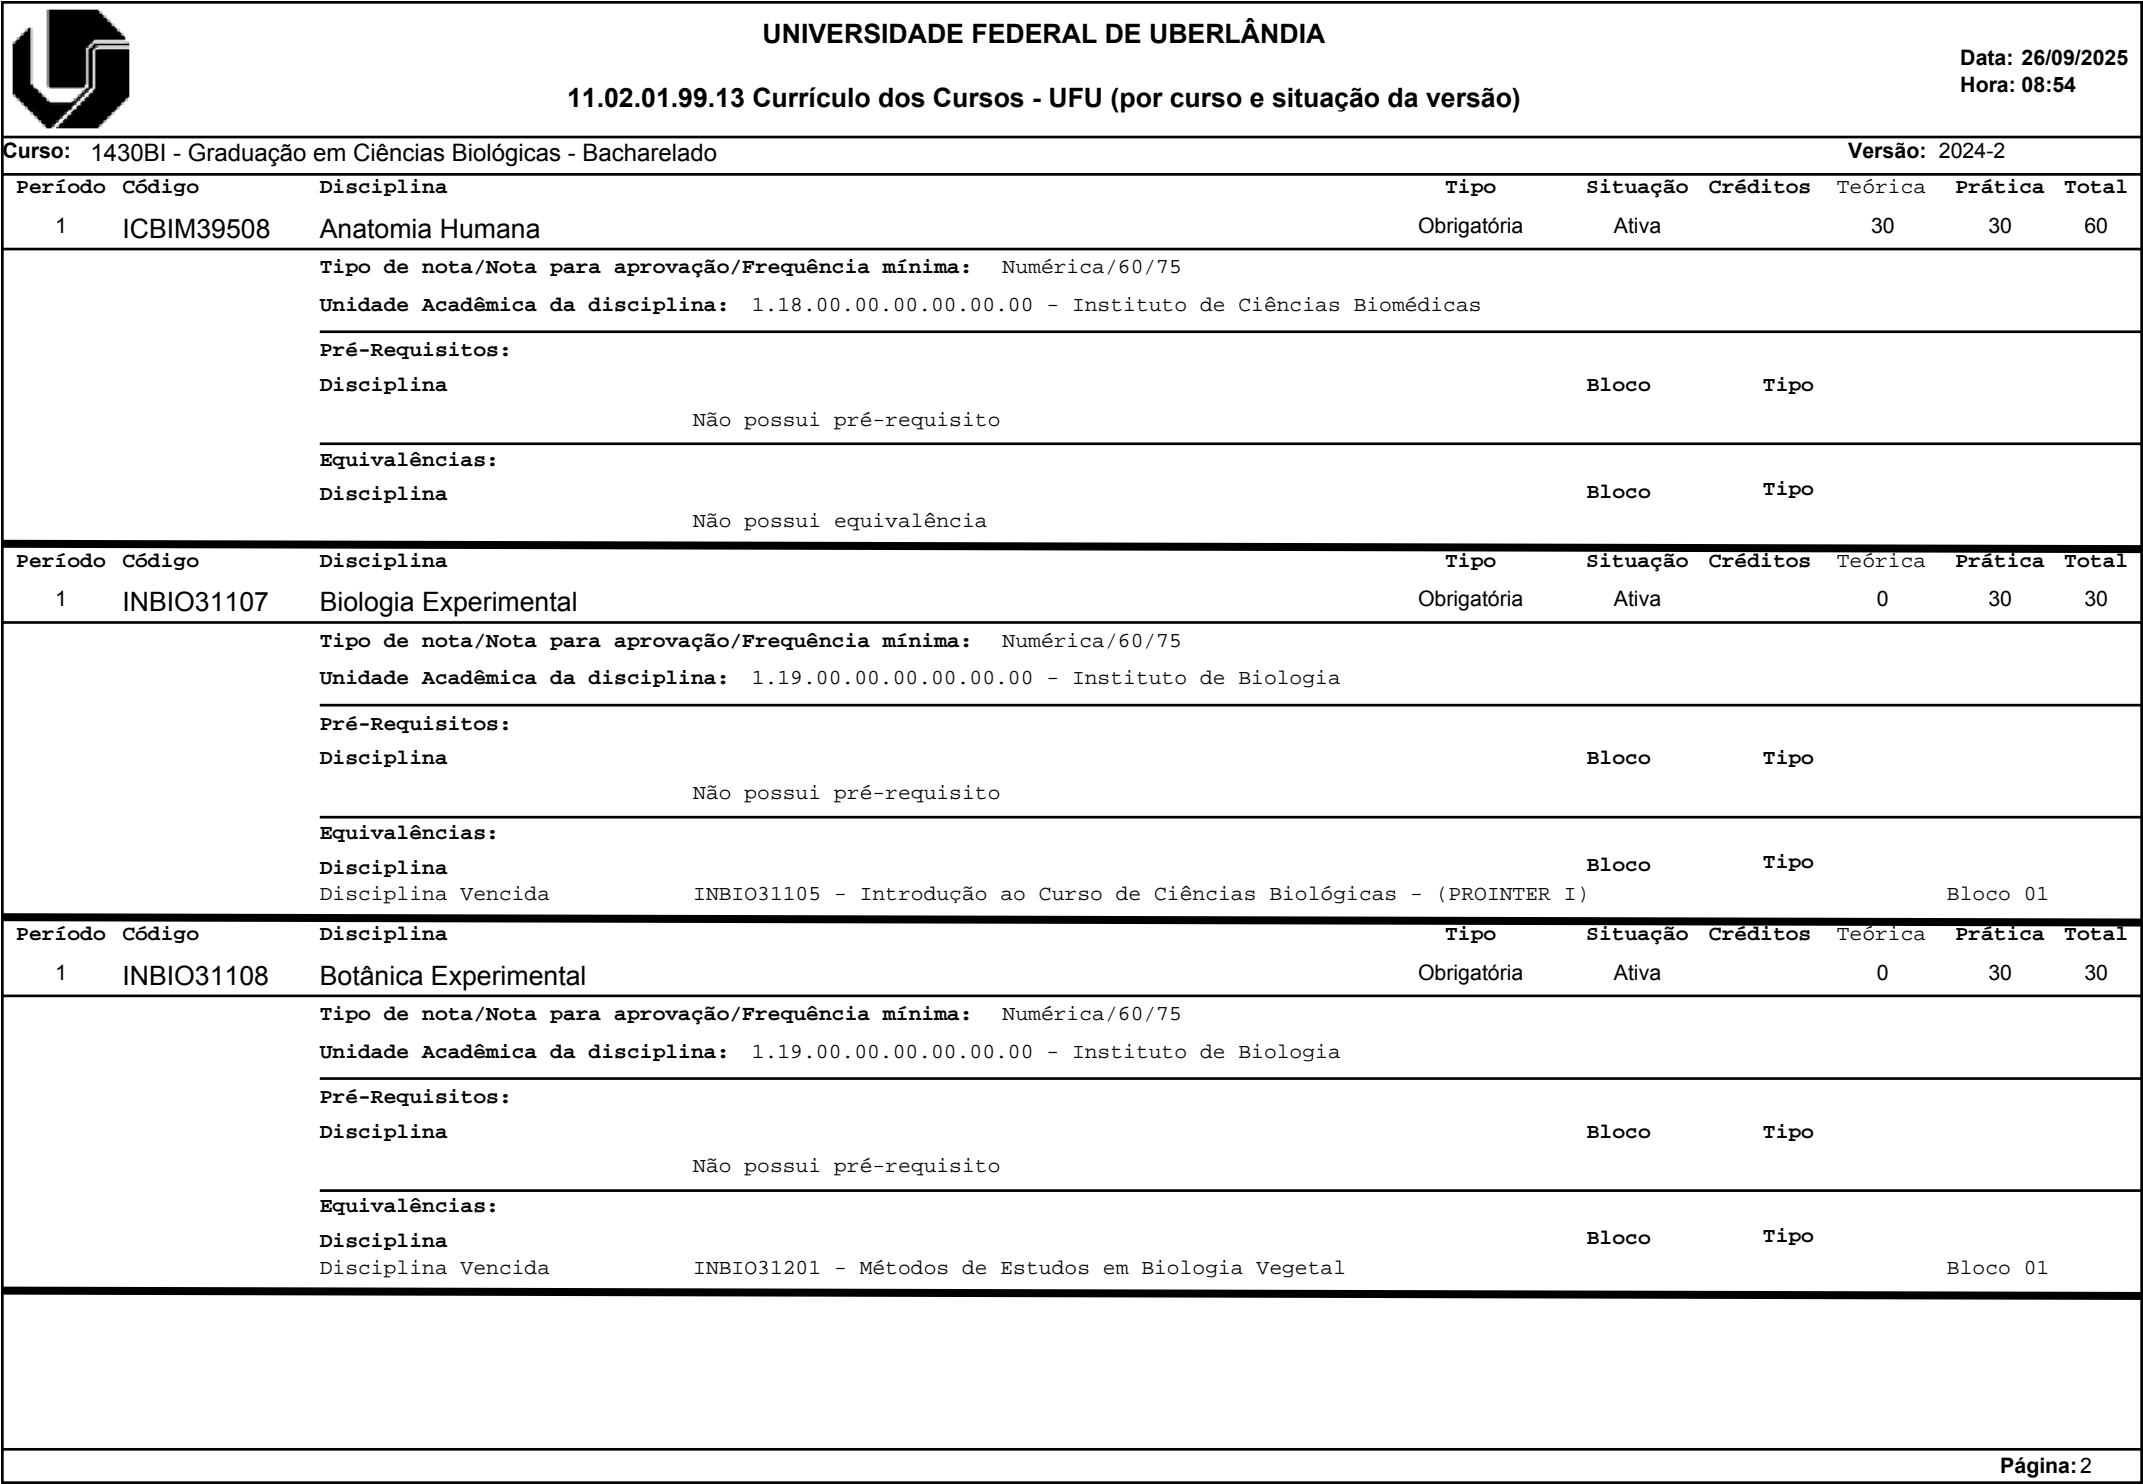 UNIVERSIDADE FEDERAL DE UBERLÂNDIA
Data: 26/09/2025
Hora: 08:54
11.02.01.99.13 Currículo dos Cursos - UFU (por curso e situação da versão)
Curso: 1430BI - Graduação em Ciências Biológicas - Bacharelado Versão: 2024-2
Período Código Disciplina Tipo Situação Créditos Teórica Prática Total
1 ICBIM39508 Anatomia Humana Obrigatória Ativa 30 30 60
Tipo de nota/Nota para aprovação/Frequência mínima: Numérica/60/75
Unidade Acadêmica da disciplina: 1.18.00.00.00.00.00.00 - Instituto de Ciências Biomédicas
Pré-Requisitos:
Disciplina Bloco Tipo
Não possui pré-requisito
Equivalências:
Disciplina Bloco Tipo
Não possui equivalência
Período Código Disciplina Tipo Situação Créditos Teórica Prática Total
1 INBIO31107 Biologia Experimental Obrigatória Ativa 0 30 30
Tipo de nota/Nota para aprovação/Frequência mínima: Numérica/60/75
Unidade Acadêmica da disciplina: 1.19.00.00.00.00.00.00 - Instituto de Biologia
Pré-Requisitos:
Disciplina Bloco Tipo
Não possui pré-requisito
Equivalências:
Disciplina Bloco Tipo
Disciplina Vencida INBIO31105 - Introdução ao Curso de Ciências Biológicas - (PROINTER I) Bloco 01
Período Código Disciplina Tipo Situação Créditos Teórica Prática Total
1 INBIO31108 Botânica Experimental Obrigatória Ativa 0 30 30
Tipo de nota/Nota para aprovação/Frequência mínima: Numérica/60/75
Unidade Acadêmica da disciplina: 1.19.00.00.00.00.00.00 - Instituto de Biologia
Pré-Requisitos:
Disciplina Bloco Tipo
Não possui pré-requisito
Equivalências:
Disciplina Bloco Tipo
Disciplina Vencida INBIO31201 - Métodos de Estudos em Biologia Vegetal Bloco 01
Página: 2